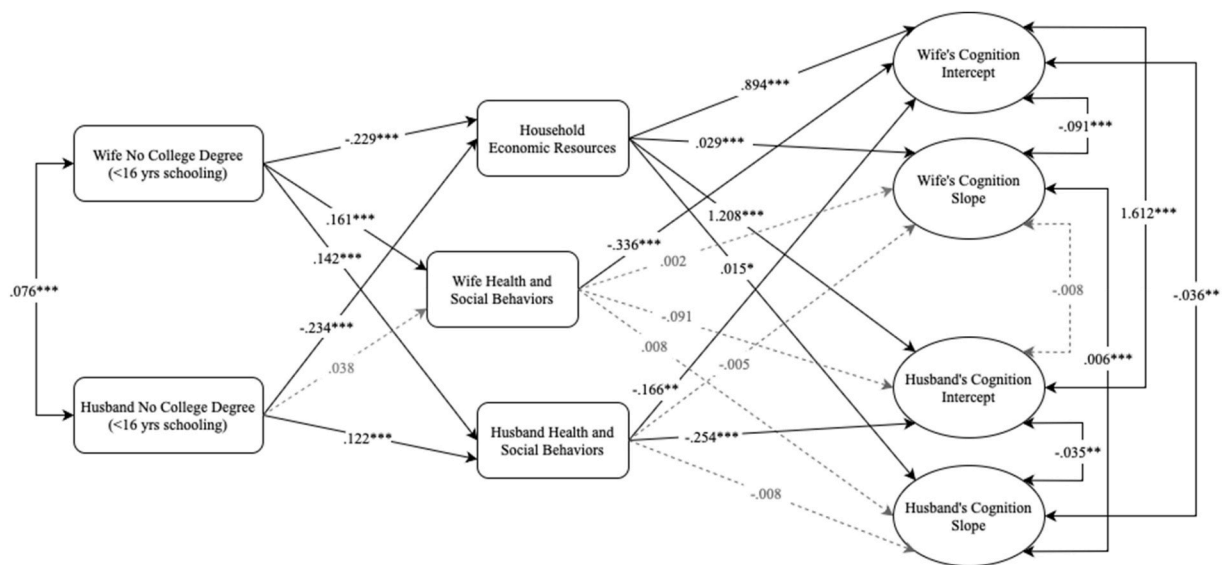 Wife's Cognition
Intercept
.894***
-.091***
Wife No College Degree
(<16 yrs schooling)
-.229***
Household
Economic Resources
.029***
Wife's Cognition
Slope
.161***
1.208***
1.612***
-.336***
.142***
.002
.015*
Wife Health and
Social Behaviors
.076***
-.008
-.036**
-.091
-.234***
.008
.006***
.038
-.005
Husband No College Degree
(<16 yrs schooling)
-.166**
Husband's Cognition
Intercept
.122***
Husband Health and
Social Behaviors
-.254***
-.035**
-.008
Husband's Cognition
Slope